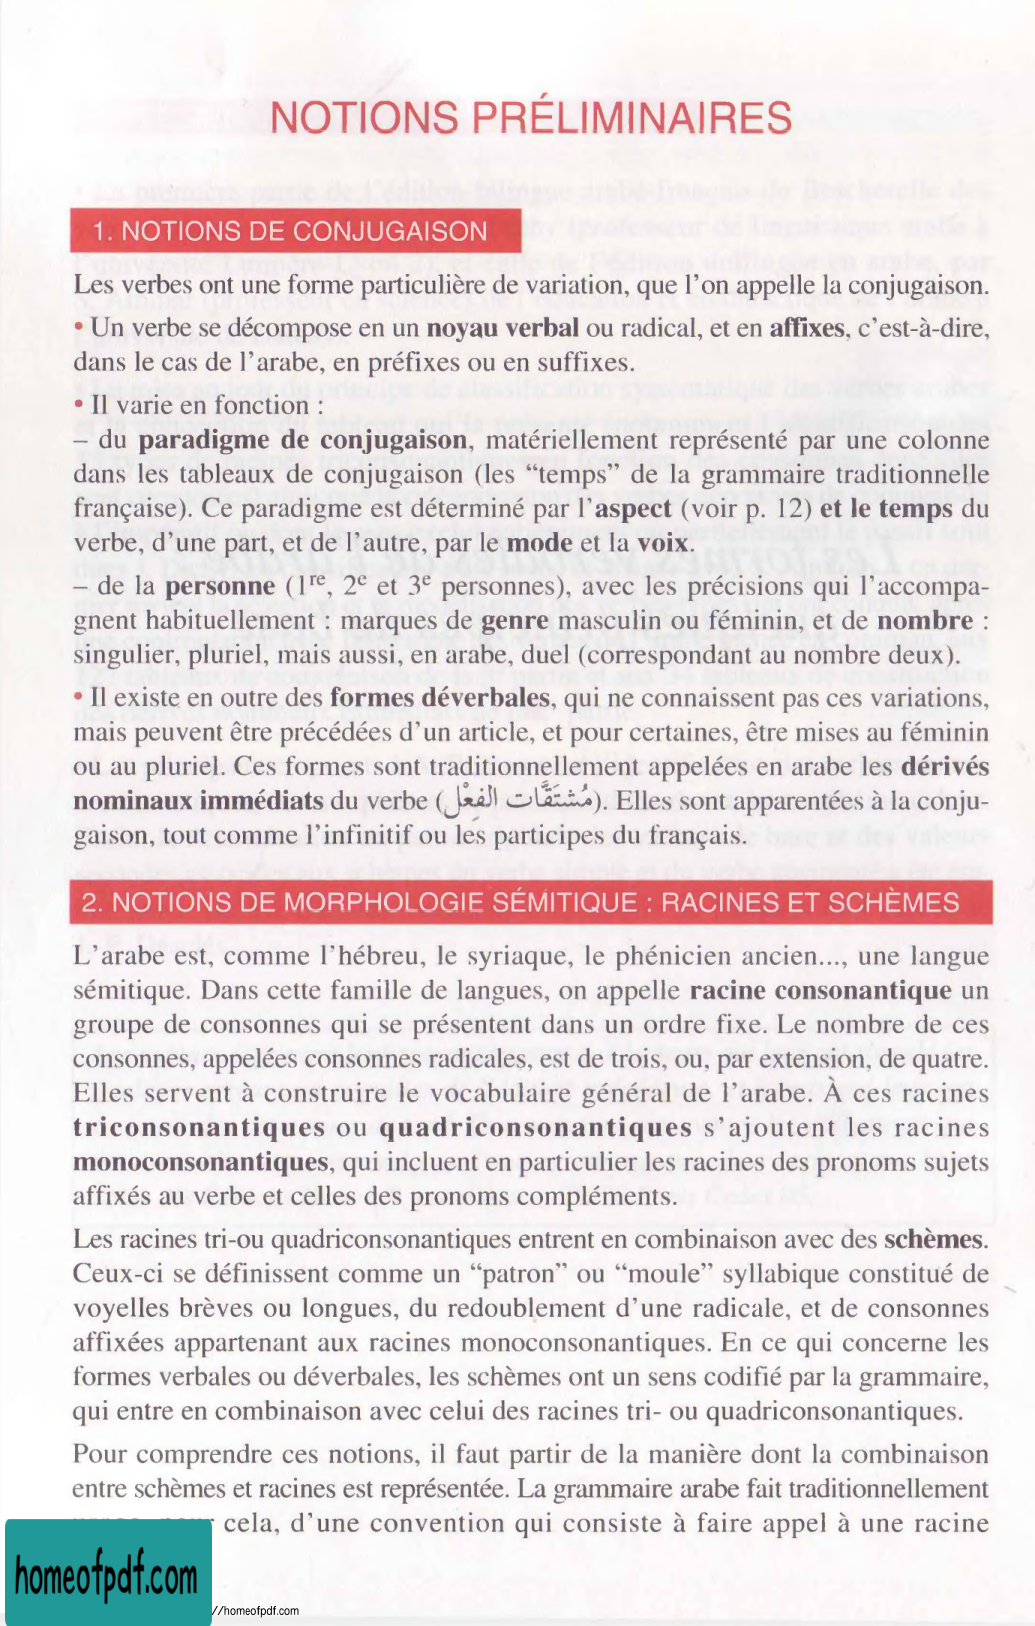 NOTIONS PRÉLIMINAIRES
1. NOTIONS DE CONJUGAISON
Les verbes ont une forme particulière de variation, que l’on appelle la conjugaison.
• Un verbe se décompose en un noyau verbal ou radical, et en affixes, c’est-à-dire,
dans le cas de l’arabe, en préfixes ou en suffixes.
• Il varie en fonction :
– du paradigme de conjugaison, matériellement représenté par une colonne
dans les tableaux de conjugaison (les “temps” de la grammaire traditionnelle
française). Ce paradigme est déterminé par l’aspect (voir p. 12) et le temps du
verbe, d’une part, et de l’autre, par le mode et la voix.
– de la personne (1re, 2e et 3e personnes), avec les précisions qui l’accompa-
gnent habituellement : marques de genre masculin ou féminin, et de nombre :
singulier, pluriel, mais aussi, en arabe, duel (correspondant au nombre deux).
• Il existe en outre des formes déverbales, qui ne connaissent pas ces variations,
mais peuvent être précédées d’un article, et pour certaines, être mises au féminin
ou au pluriel. Ces formes sont traditionnellement appelées en arabe les dérivés
nominaux immédiats du verbe (مُشْتَقَّات الفِعْل). Elles sont apparentées à la conju-
gaison, tout comme l’infinitif ou les participes du français.
2. NOTIONS DE MORPHOLOGIE SÉMITIQUE : RACINES ET SCHÈMES
L’arabe est, comme l’hébreu, le syriaque, le phénicien ancien..., une langue
sémitique. Dans cette famille de langues, on appelle racine consonantique un
groupe de consonnes qui se présentent dans un ordre fixe. Le nombre de ces
consonnes, appelées consonnes radicales, est de trois, ou, par extension, de quatre.
Elles servent à construire le vocabulaire général de l’arabe. À ces racines
triconsonantiques ou quadriconsonantiques s’ajoutent les racines
monoconsonantiques, qui incluent en particulier les racines des pronoms sujets
affixés au verbe et celles des pronoms compléments.
Les racines tri-ou quadriconsonantiques entrent en combinaison avec des schèmes.
Ceux-ci se définissent comme un “patron” ou “moule” syllabique constitué de
voyelles brèves ou longues, du redoublement d’une radicale, et de consonnes
affixées appartenant aux racines monoconsonantiques. En ce qui concerne les
formes verbales ou déverbales, les schèmes ont un sens codifié par la grammaire,
qui entre en combinaison avec celui des racines tri- ou quadriconsonantiques.
Pour comprendre ces notions, il faut partir de la manière dont la combinaison
entre schèmes et racines est représentée. La grammaire arabe fait traditionnellement
cela, d’une convention qui consiste à faire appel à une racine
homeofpdf.com
//homeofpdf.com